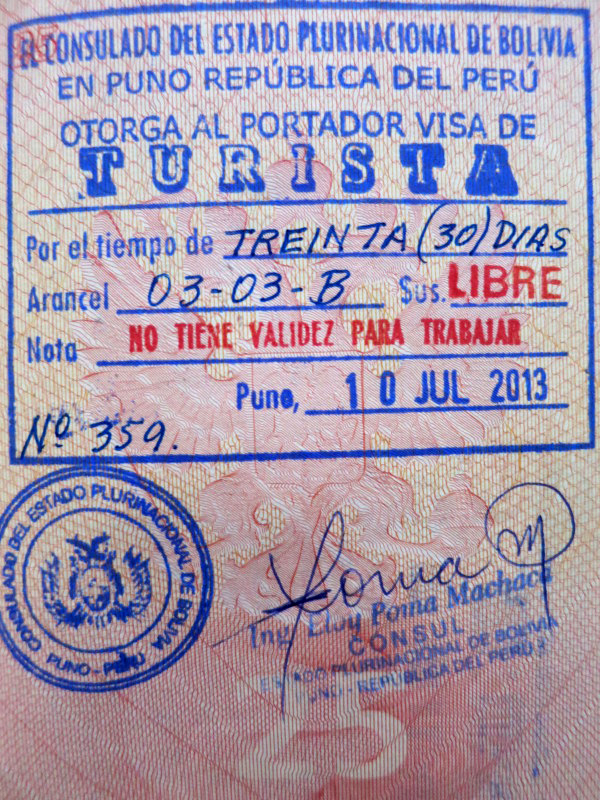 EL CONSULADO DEL ESTADO PLURINACIONAL DE BOLIVIA
EN PUNO REPÚBLICA DEL PERÚ
OTORGA AL PORTADOR VISA DE
TURISTA
Por el tiempo de TREINTA (30) DIAS
Arancel 03-03-B $us. LIBRE
Nota NO TIENE VALIDEZ PARA TRABAJAR
Puno, 10 JUL 2013
Nº 359.
CONSULADO DEL ESTADO PLURINACIONAL DE BOLIVIA
PUNO - PERÚ
Poma M
Ing. Eloy Poma Machaca
CONSUL
ESTADO PLURINACIONAL DE BOLIVIA
PUNO - REPUBLICA DEL PERÚ